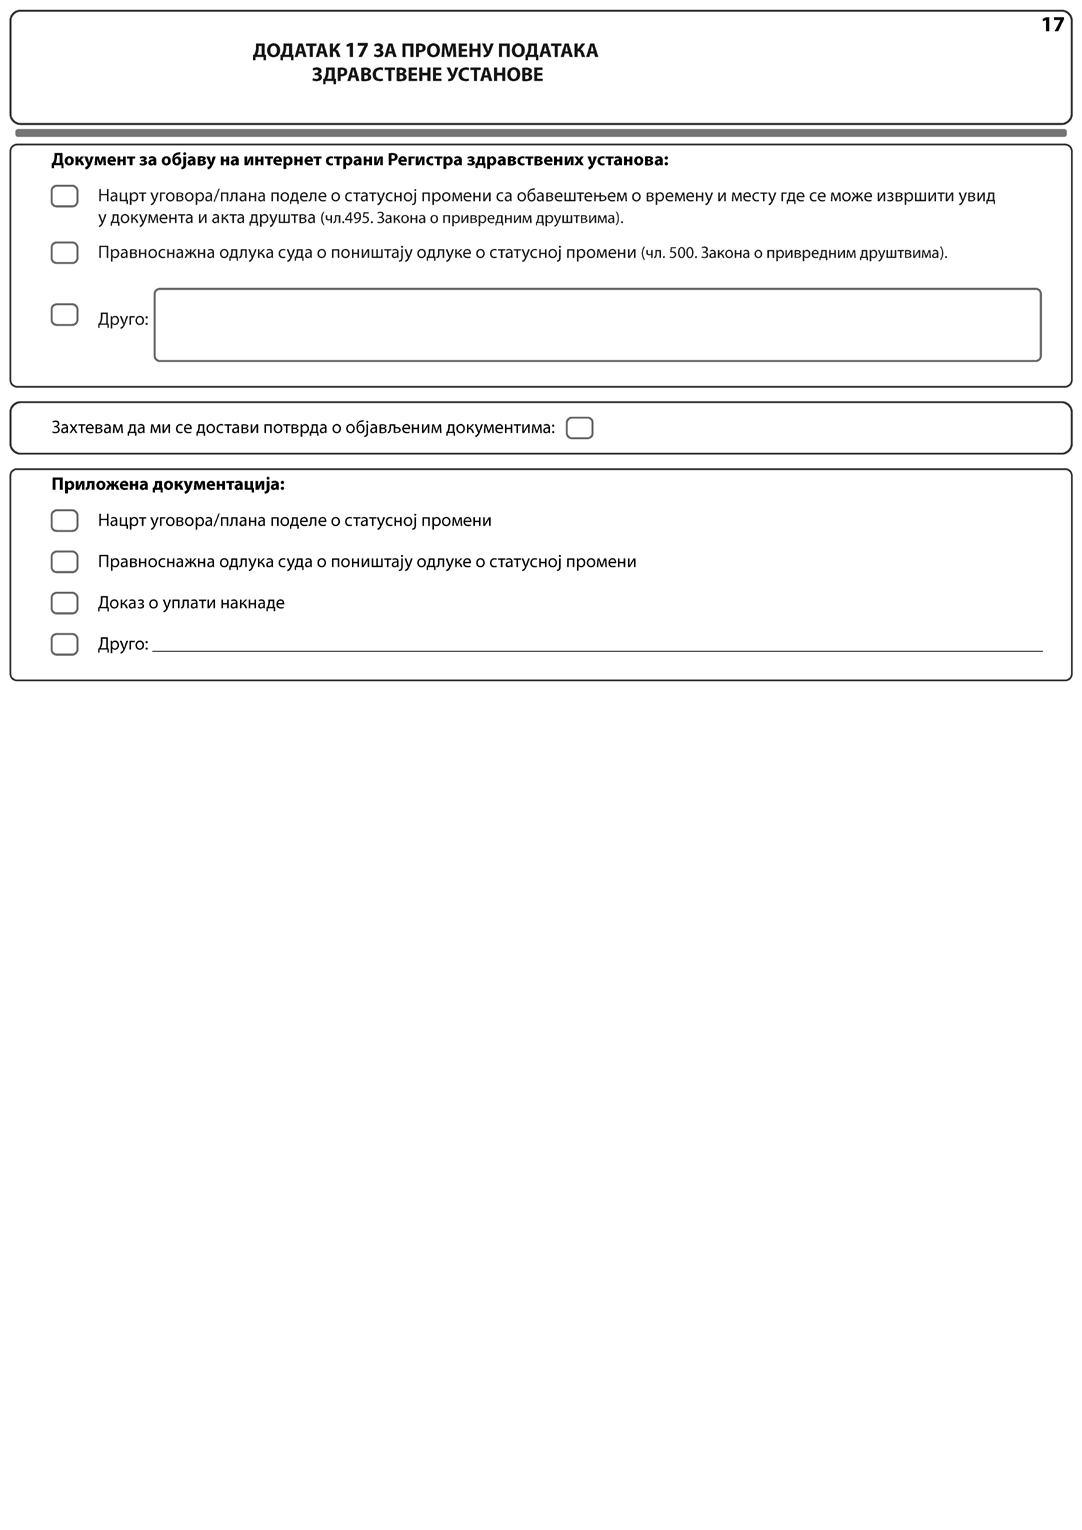 17
ДОДАТАК 17 ЗА ПРОМЕНУ ПОДАТАКА
ЗДРАВСТВЕНЕ УСТАНОВЕ
Документ за објаву на интернет страни Регистра здравствених установа:
Нацрт уговора/плана поделе о статусној промени са обавештењем о времену и месту где се може извршити увид
у документа и акта друштва (чл.495. Закона о привредним друштвима).
Правноснажна одлука суда о поништају одлуке о статусној промени (чл. 500. Закона о привредним друштвима).
Друго:
Захтевам да ми се достави потврда о објављеним документима:
Приложена документација:
Нацрт уговора/плана поделе о статусној промени
Правноснажна одлука суда о поништају одлуке о статусној промени
Доказ о уплати накнаде
Друго: